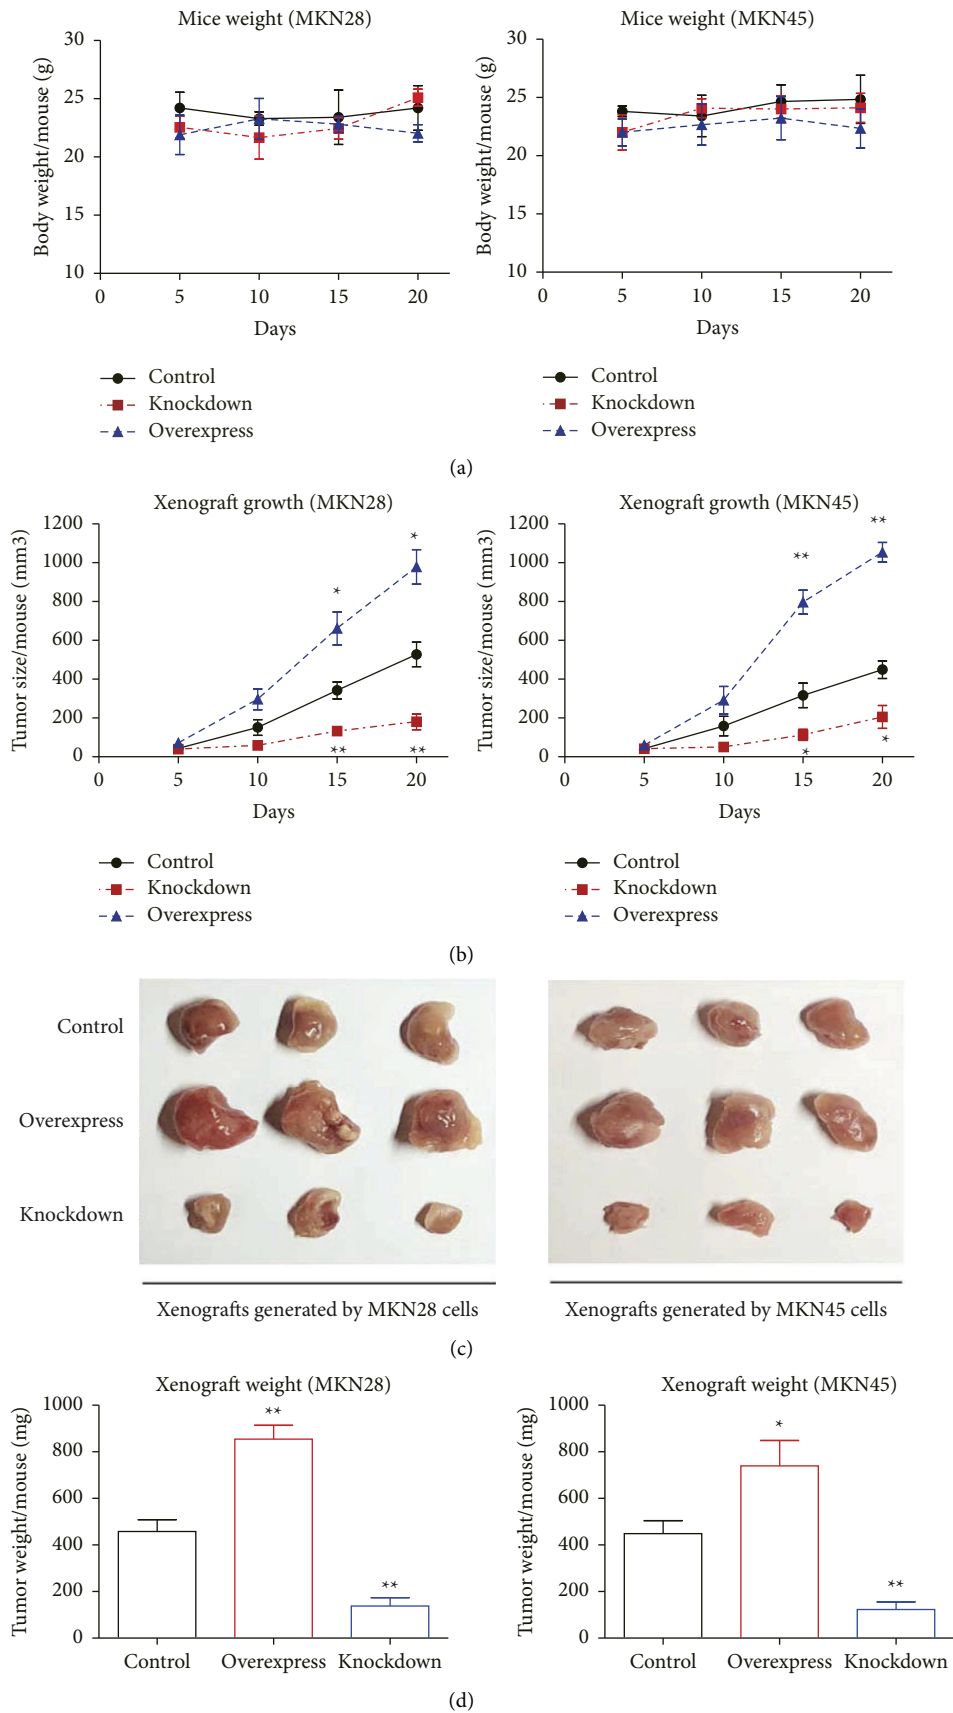 Mice weight (MKN28)
Body weight/mouse (g)
30
25
20
15
10
0
5
10
15
20
Days
Control
Knockdown
Overexpress
Mice weight (MKN45)
Body weight/mouse (g)
30
25
20
15
10
0
5
10
15
20
Days
Control
Knockdown
Overexpress
(a)
Xenograft growth (MKN28)
Tumor size/mouse (mm3)
1200
1000
800
600
400
200
0
0
5
10
15
20
*
*
**
**
Days
Control
Knockdown
Overexpress
Xenograft growth (MKN45)
Tumor size/mouse (mm3)
1200
1000
800
600
400
200
0
0
5
10
15
20
**
**
*
*
Days
Control
Knockdown
Overexpress
(b)
Control
Overexpress
Knockdown
Xenografts generated by MKN28 cells
Xenografts generated by MKN45 cells
(c)
Xenograft weight (MKN28)
Tumor weight/mouse (mg)
1000
800
600
400
200
0
**
**
Control
Overexpress
Knockdown
Xenograft weight (MKN45)
Tumor weight/mouse (mg)
1000
800
600
400
200
0
*
**
Control
Overexpress
Knockdown
(d)